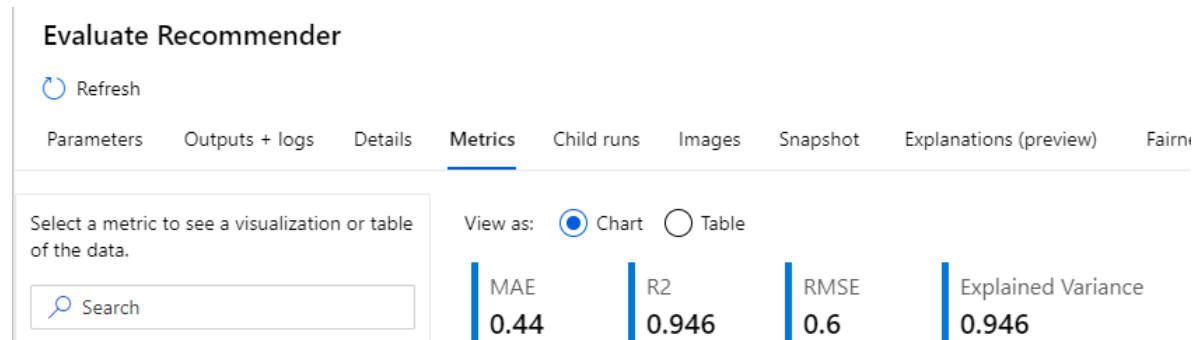 Evaluate Recommender
Refresh
Parameters Outputs + logs Details Metrics Child runs Images Snapshot Explanations (preview) Fairne
Select a metric to see a visualization or table
of the data.
Search
View as: Chart Table
MAE R2 RMSE Explained Variance
0.44 0.946 0.6 0.946